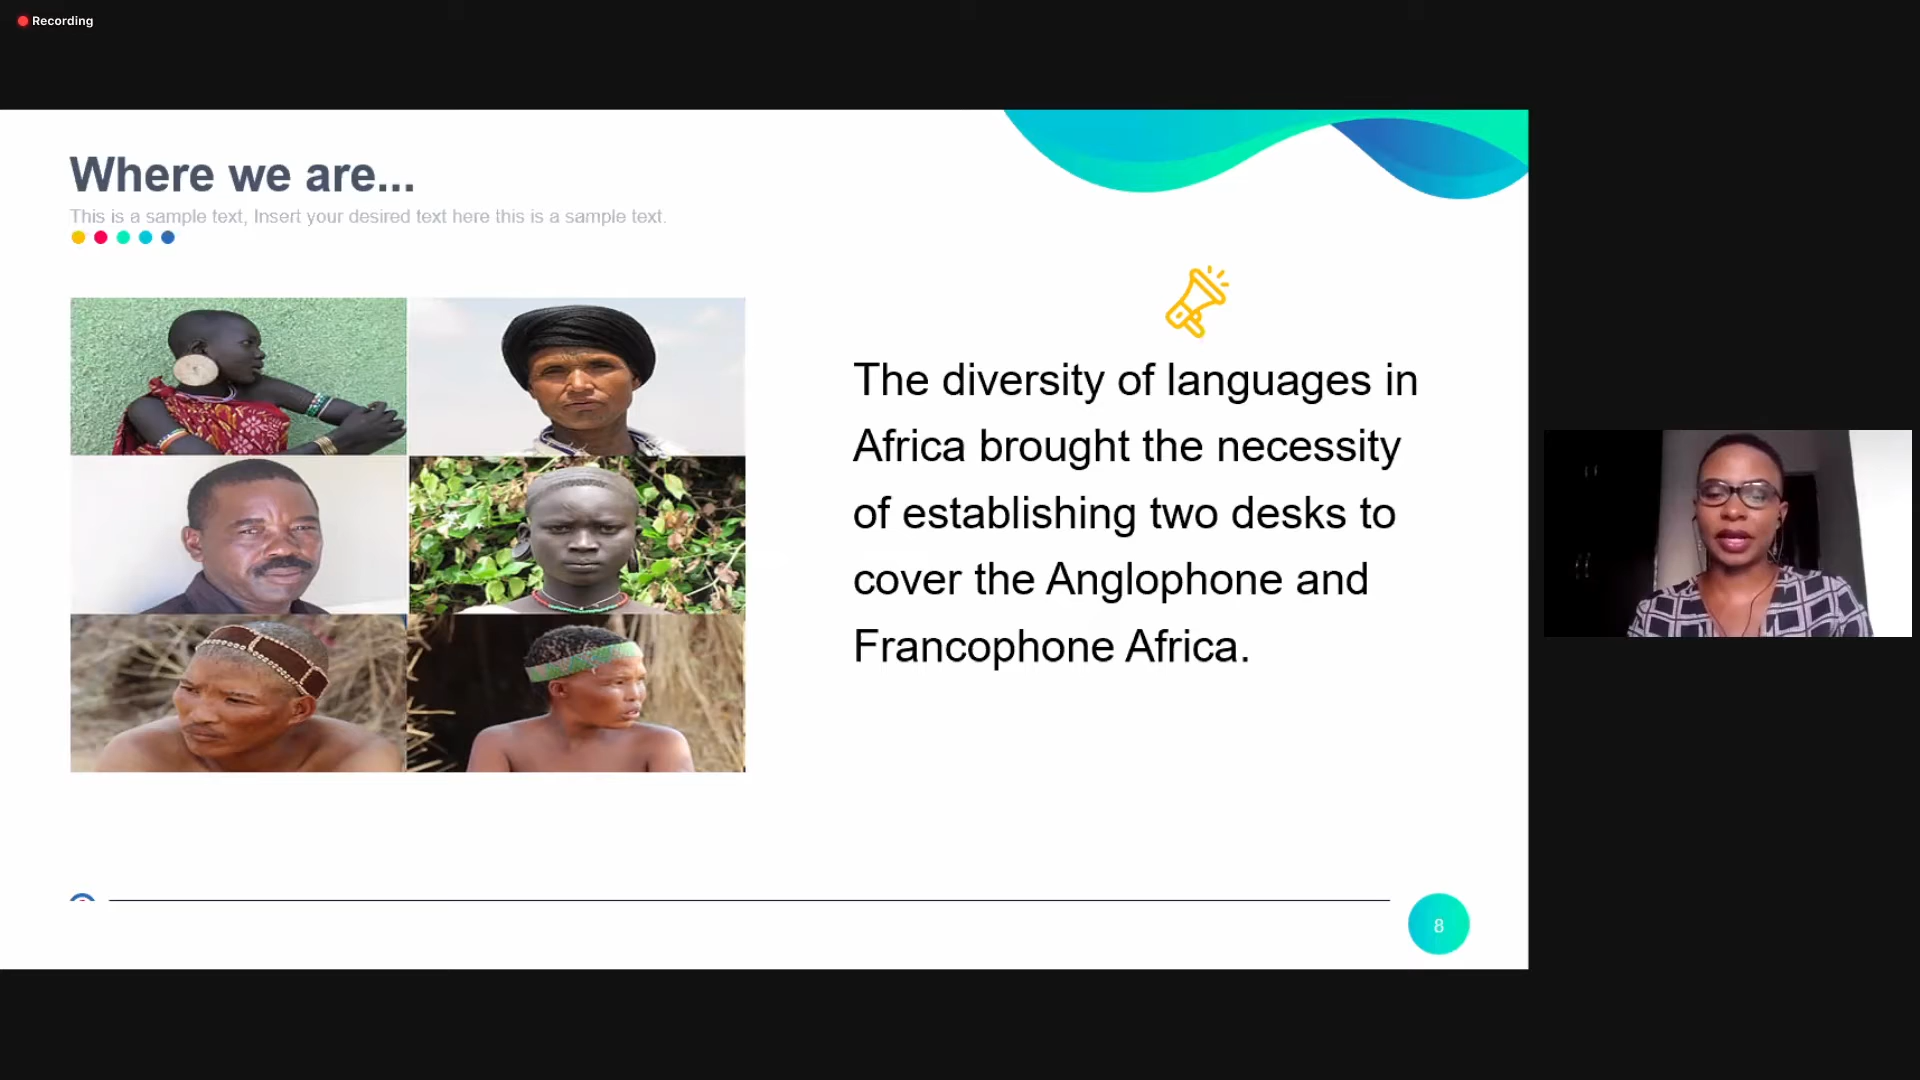 Recording
Where we are...
This is a sample text, Insert your desired text here this is a sample text.
The diversity of languages in
Africa brought the necessity
of establishing two desks to
cover the Anglophone and
Francophone Africa.
8